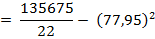 = 135675/22 - (77,95)²